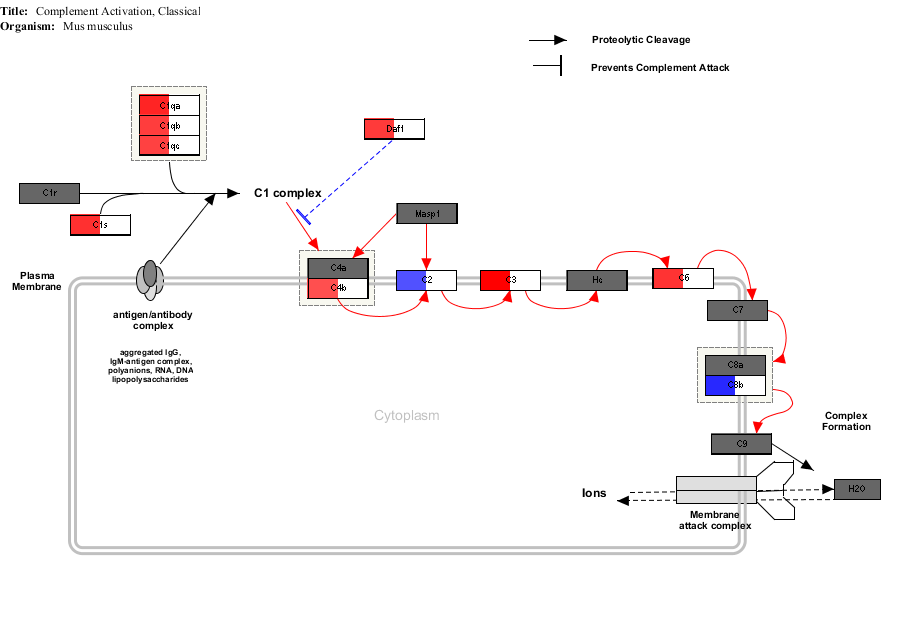 Title: Complement Activation, Classical
Organism: Mus musculus
Proteolytic Cleavage
Prevents Complement Attack
C1qa
C1qb
C1qc
Daf1
C1r
C1 complex
C1s
Masp1
Plasma
Membrane
C4a
C4b
C2
C3
Hc
C6
C7
antigen/antibody
complex
aggregated IgG,
IgM-antigen complex,
polyanions, RNA, DNA
lipopolysaccharides
C8a
C8b
Cytoplasm
Complex
Formation
C9
Ions
H2O
Membrane
attack complex